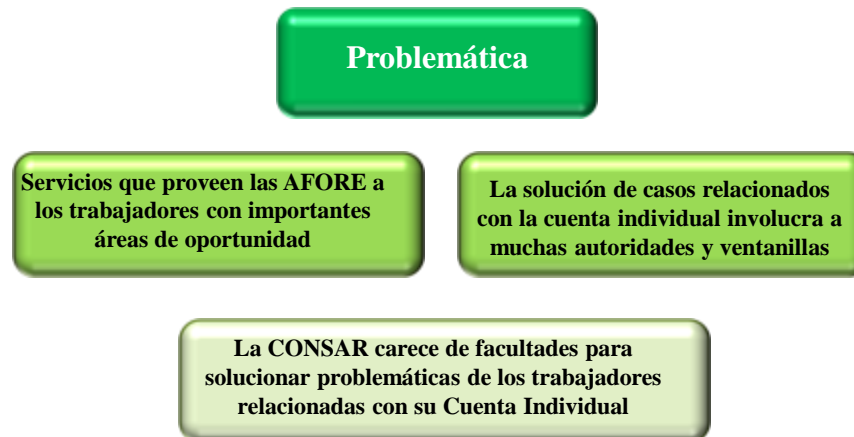 Problemática
Servicios que proveen las AFORE a
los trabajadores con importantes
áreas de oportunidad
La solución de casos relacionados
con la cuenta individual involucra a
muchas autoridades y ventanillas
La CONSAR carece de facultades para
solucionar problemáticas de los trabajadores
relacionadas con su Cuenta Individual